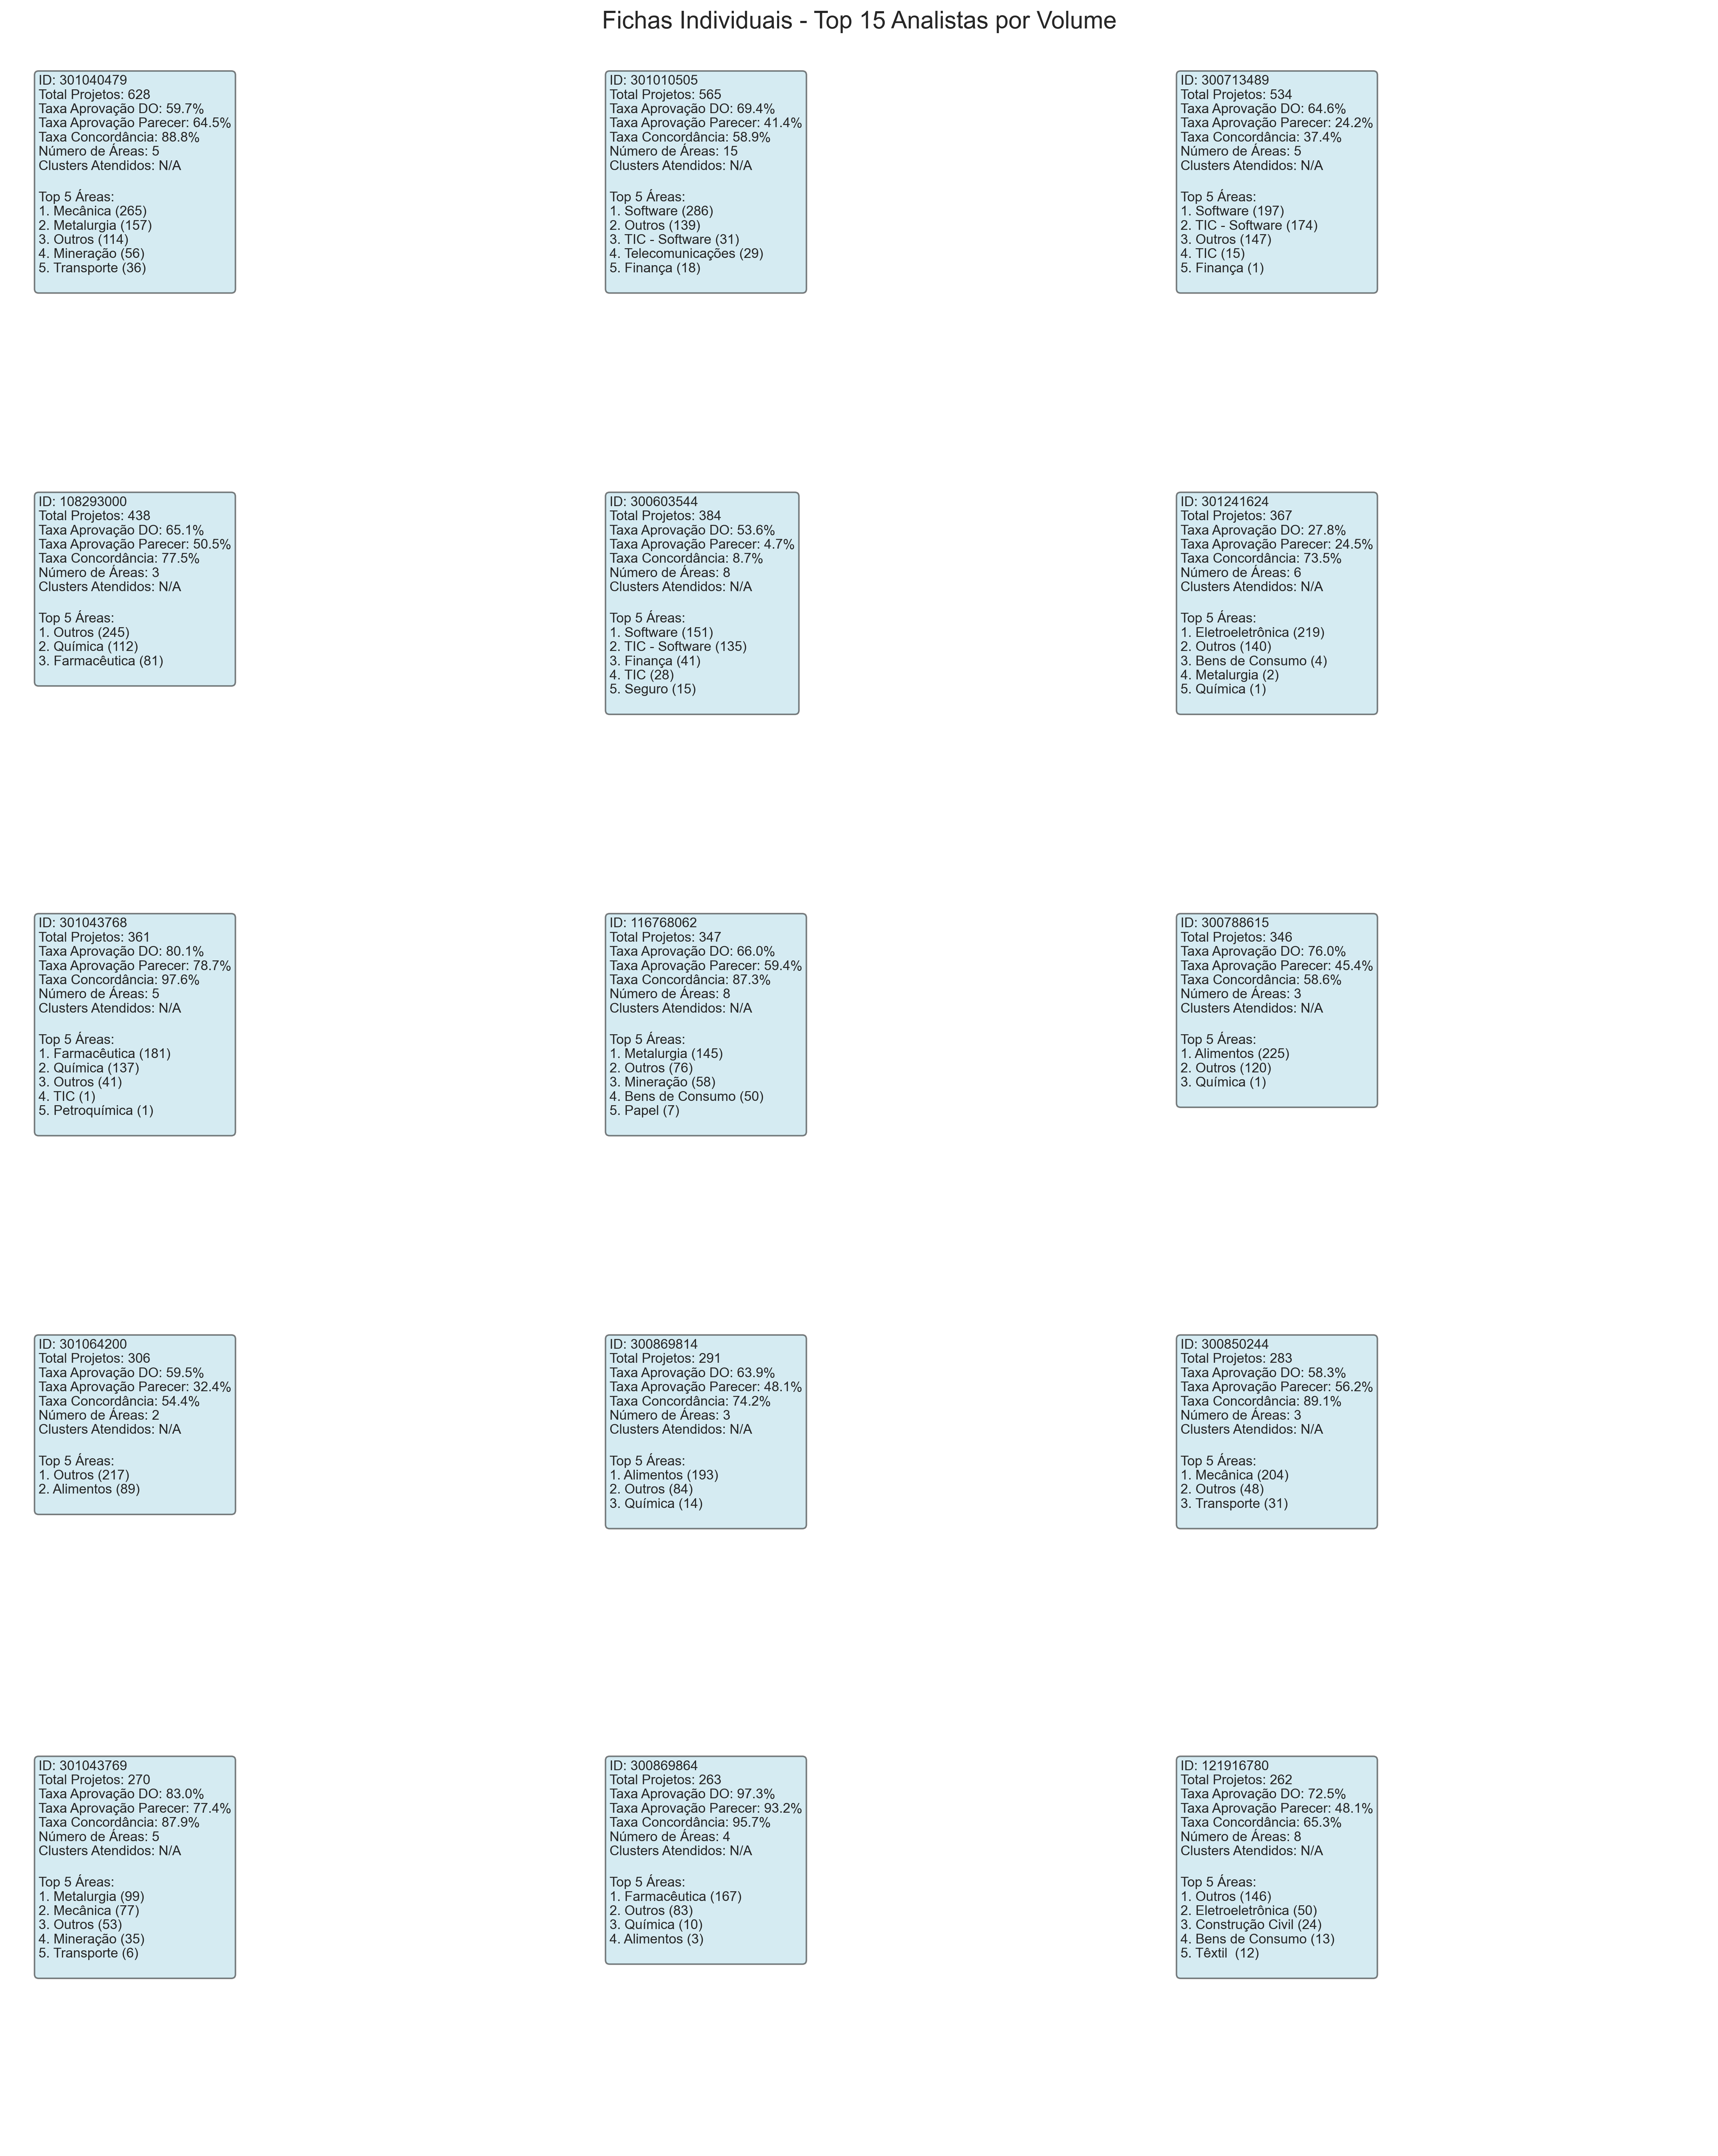 Fichas Individuais - Top 15 Analistas por Volume
ID: 301040479
Total Projetos: 628
Taxa Aprovação DO: 59.7%
Taxa Aprovação Parecer: 64.5%
Taxa Concordância: 88.8%
Número de Áreas: 5
Clusters Atendidos: N/A
Top 5 Áreas:
1. Mecânica (265)
2. Metalurgia (157)
3. Outros (114)
4. Mineração (56)
5. Transporte (36)
ID: 301010505
Total Projetos: 565
Taxa Aprovação DO: 69.4%
Taxa Aprovação Parecer: 41.4%
Taxa Concordância: 58.9%
Número de Áreas: 15
Clusters Atendidos: N/A
Top 5 Áreas:
1. Software (286)
2. Outros (139)
3. TIC - Software (31)
4. Telecomunicações (29)
5. Finança (18)
ID: 300713489
Total Projetos: 534
Taxa Aprovação DO: 64.6%
Taxa Aprovação Parecer: 24.2%
Taxa Concordância: 37.4%
Número de Áreas: 5
Clusters Atendidos: N/A
Top 5 Áreas:
1. Software (197)
2. TIC - Software (174)
3. Outros (147)
4. TIC (15)
5. Finança (1)
ID: 108293000
Total Projetos: 438
Taxa Aprovação DO: 65.1%
Taxa Aprovação Parecer: 50.5%
Taxa Concordância: 77.5%
Número de Áreas: 3
Clusters Atendidos: N/A
Top 5 Áreas:
1. Outros (245)
2. Química (112)
3. Farmacêutica (81)
ID: 300603544
Total Projetos: 384
Taxa Aprovação DO: 53.6%
Taxa Aprovação Parecer: 4.7%
Taxa Concordância: 8.7%
Número de Áreas: 8
Clusters Atendidos: N/A
Top 5 Áreas:
1. Software (151)
2. TIC - Software (135)
3. Finança (41)
4. TIC (28)
5. Seguro (15)
ID: 301241624
Total Projetos: 367
Taxa Aprovação DO: 27.8%
Taxa Aprovação Parecer: 24.5%
Taxa Concordância: 73.5%
Número de Áreas: 6
Clusters Atendidos: N/A
Top 5 Áreas:
1. Eletroeletrônica (219)
2. Outros (140)
3. Bens de Consumo (4)
4. Metalurgia (2)
5. Química (1)
ID: 301043768
Total Projetos: 361
Taxa Aprovação DO: 80.1%
Taxa Aprovação Parecer: 78.7%
Taxa Concordância: 97.6%
Número de Áreas: 5
Clusters Atendidos: N/A
Top 5 Áreas:
1. Farmacêutica (181)
2. Química (137)
3. Outros (41)
4. TIC (1)
5. Petroquímica (1)
ID: 116768062
Total Projetos: 347
Taxa Aprovação DO: 66.0%
Taxa Aprovação Parecer: 59.4%
Taxa Concordância: 87.3%
Número de Áreas: 8
Clusters Atendidos: N/A
Top 5 Áreas:
1. Metalurgia (145)
2. Outros (76)
3. Mineração (58)
4. Bens de Consumo (50)
5. Papel (7)
ID: 300788615
Total Projetos: 346
Taxa Aprovação DO: 76.0%
Taxa Aprovação Parecer: 45.4%
Taxa Concordância: 58.6%
Número de Áreas: 3
Clusters Atendidos: N/A
Top 5 Áreas:
1. Alimentos (225)
2. Outros (120)
3. Química (1)
ID: 301064200
Total Projetos: 306
Taxa Aprovação DO: 59.5%
Taxa Aprovação Parecer: 32.4%
Taxa Concordância: 54.4%
Número de Áreas: 2
Clusters Atendidos: N/A
Top 5 Áreas:
1. Outros (217)
2. Alimentos (89)
ID: 300869814
Total Projetos: 291
Taxa Aprovação DO: 63.9%
Taxa Aprovação Parecer: 48.1%
Taxa Concordância: 74.2%
Número de Áreas: 3
Clusters Atendidos: N/A
Top 5 Áreas:
1. Alimentos (193)
2. Outros (84)
3. Química (14)
ID: 300850244
Total Projetos: 283
Taxa Aprovação DO: 58.3%
Taxa Aprovação Parecer: 56.2%
Taxa Concordância: 89.1%
Número de Áreas: 3
Clusters Atendidos: N/A
Top 5 Áreas:
1. Mecânica (204)
2. Outros (48)
3. Transporte (31)
ID: 301043769
Total Projetos: 270
Taxa Aprovação DO: 83.0%
Taxa Aprovação Parecer: 77.4%
Taxa Concordância: 87.9%
Número de Áreas: 5
Clusters Atendidos: N/A
Top 5 Áreas:
1. Metalurgia (99)
2. Mecânica (77)
3. Outros (53)
4. Mineração (35)
5. Transporte (6)
ID: 300869864
Total Projetos: 263
Taxa Aprovação DO: 97.3%
Taxa Aprovação Parecer: 93.2%
Taxa Concordância: 95.7%
Número de Áreas: 4
Clusters Atendidos: N/A
Top 5 Áreas:
1. Farmacêutica (167)
2. Outros (83)
3. Química (10)
4. Alimentos (3)
ID: 121916780
Total Projetos: 262
Taxa Aprovação DO: 72.5%
Taxa Aprovação Parecer: 48.1%
Taxa Concordância: 65.3%
Número de Áreas: 8
Clusters Atendidos: N/A
Top 5 Áreas:
1. Outros (146)
2. Eletroeletrônica (50)
3. Construção Civil (24)
4. Bens de Consumo (13)
5. Têxtil  (12)